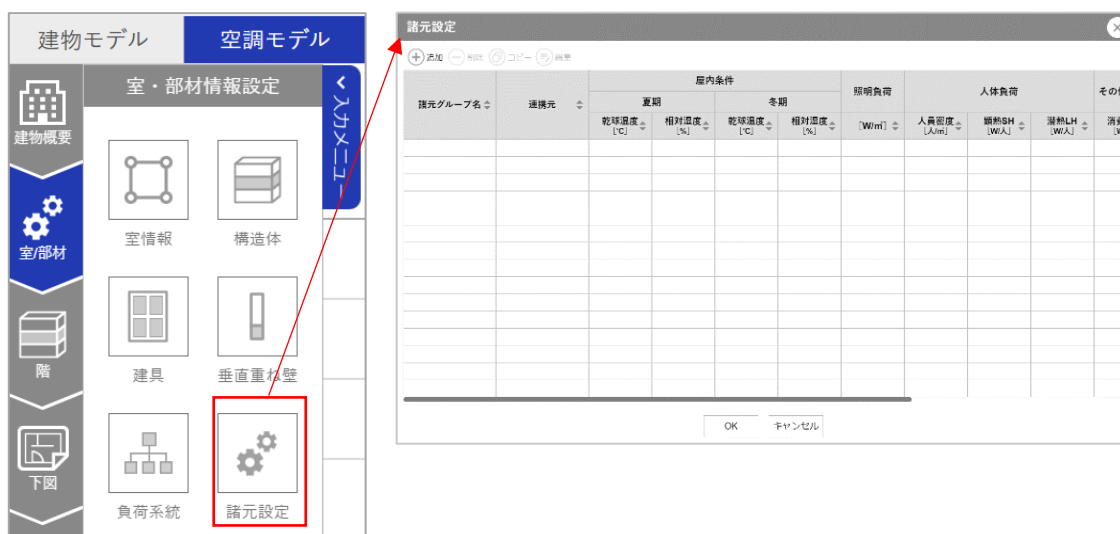 建物モデル
空調モデル
室・部材情報設定
入力メニュー
建物概要
室/部材
階
下図
室情報
構造体
建具
垂直重ね壁
負荷系統
諸元設定
諸元設定
追加 削除 コピー 編集
諸元グループ名
連携元
屋内条件
夏期
冬期
乾球温度
[℃]
相対湿度
[%]
乾球温度
[℃]
相対湿度
[%]
照明負荷
[W/㎡]
人体負荷
人員密度
[人/㎡]
顕熱SH
[W/人]
潜熱LH
[W/人]
その
消
OK
キャンセル